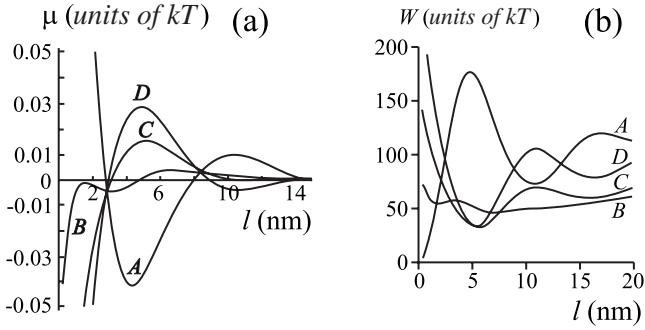 μ (units of kT) (a)
0.05
0.03
0.01
0
-0.01
-0.03
-0.05
2 6 10 14
l (nm)
A
B
C
D
W (units of kT) (b)
200
150
100
50
0
0 5 10 15 20
l (nm)
A
D
C
B